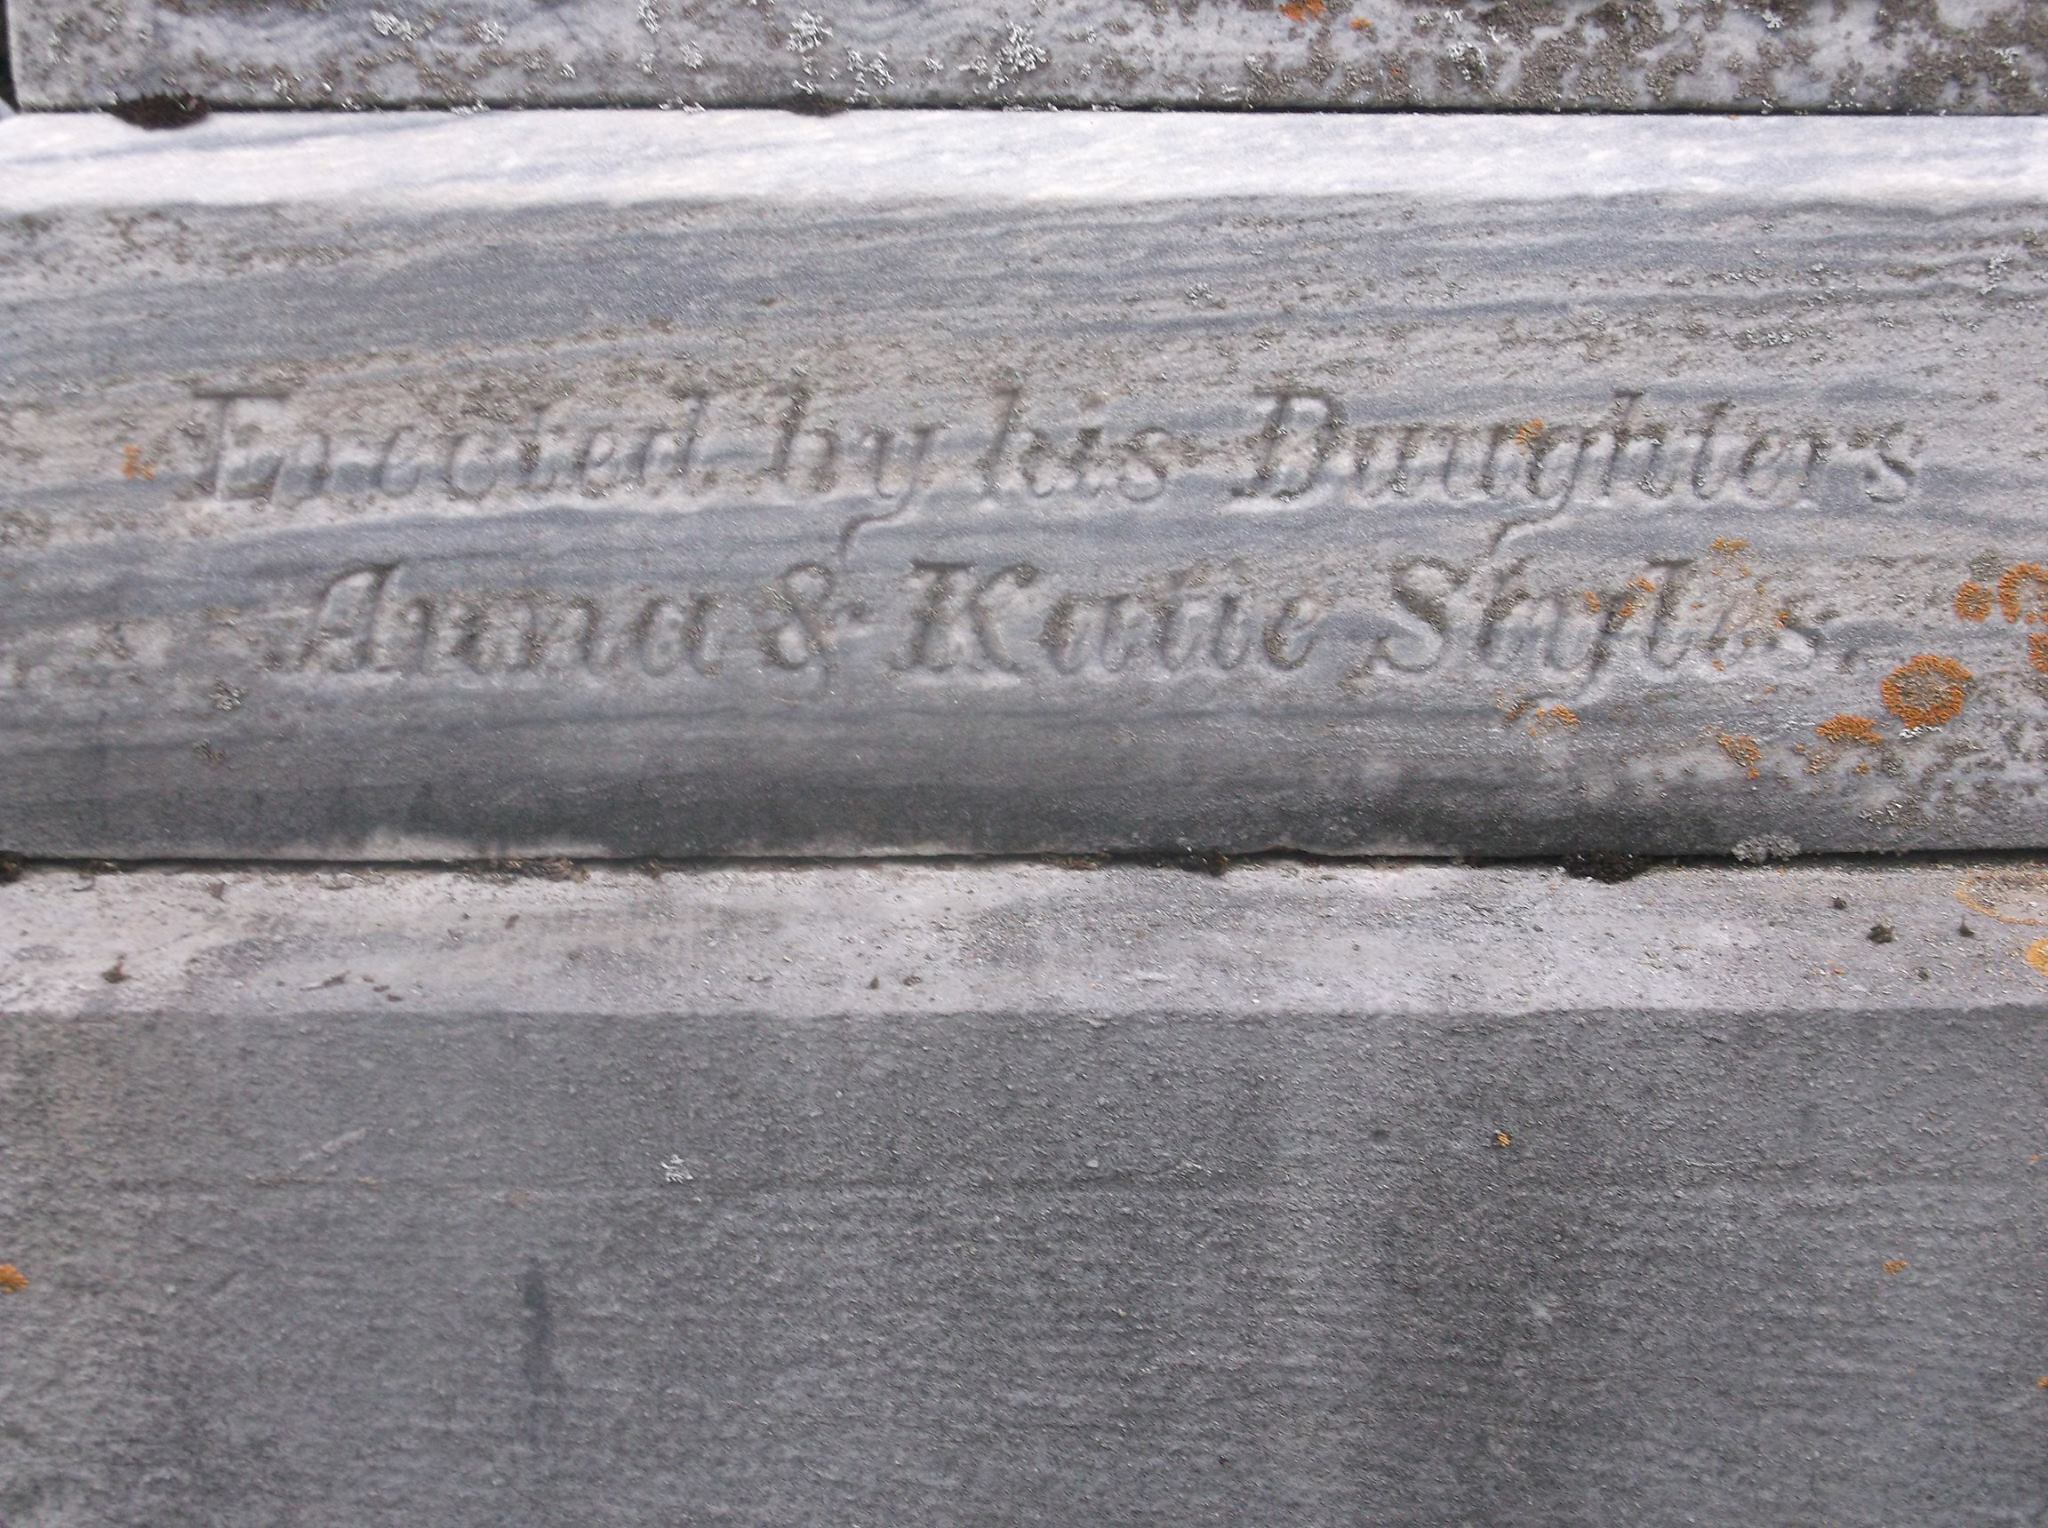 Erected by his Daughters
Anna & Katie Styles.